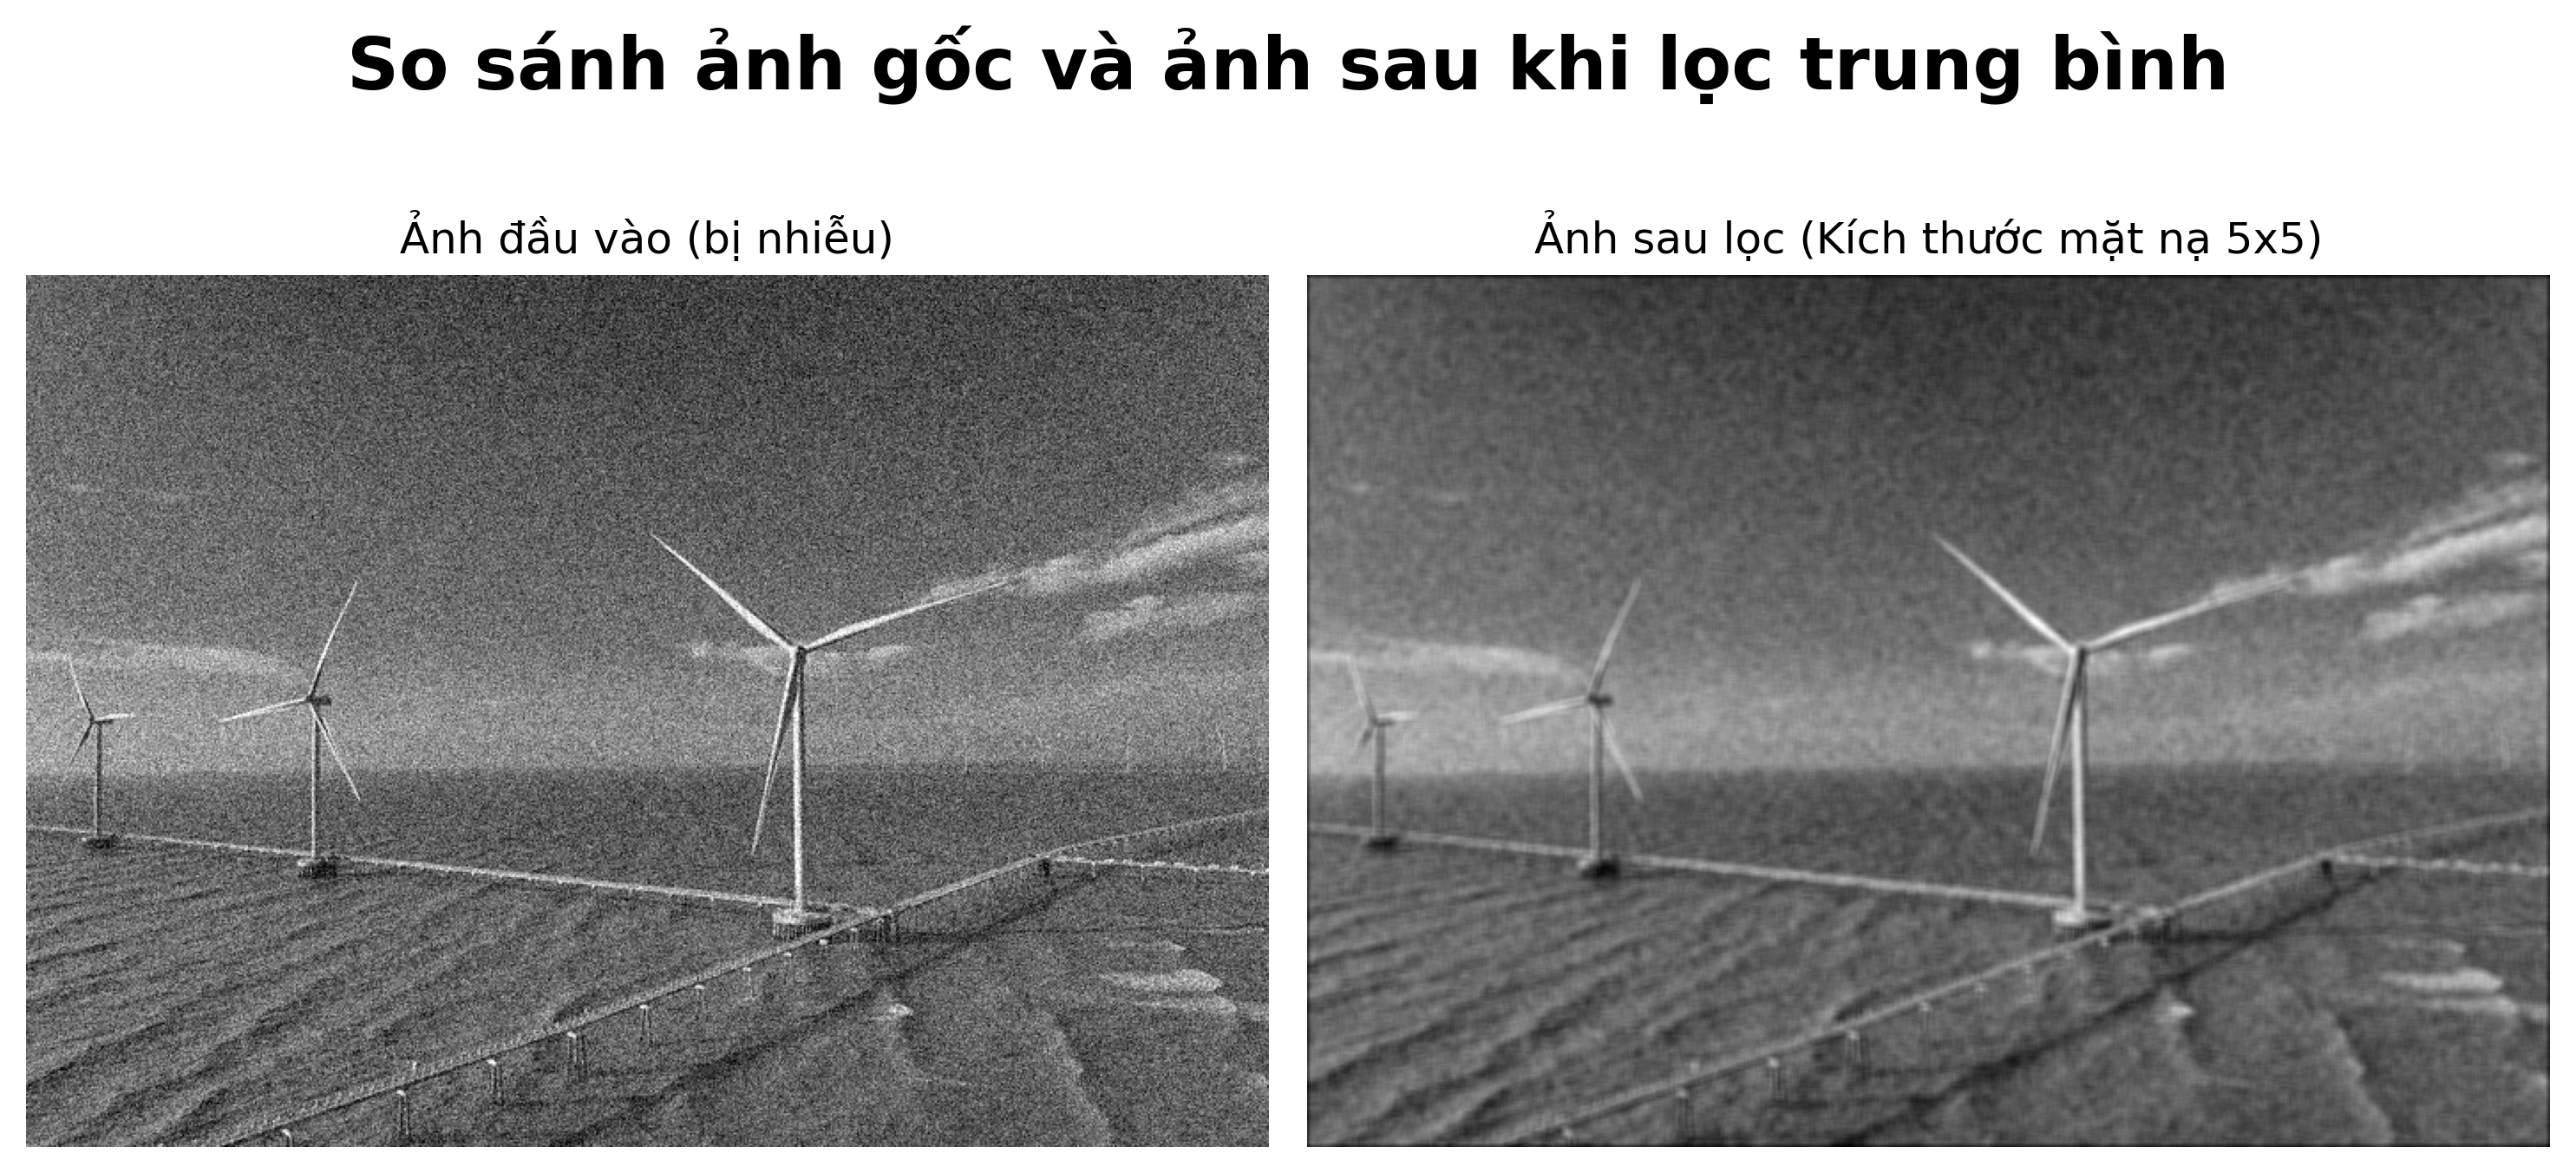 So sánh ảnh gốc và ảnh sau khi lọc trung bình
Ảnh đầu vào (bị nhiễu)
Ảnh sau lọc (Kích thước mặt nạ 5x5)